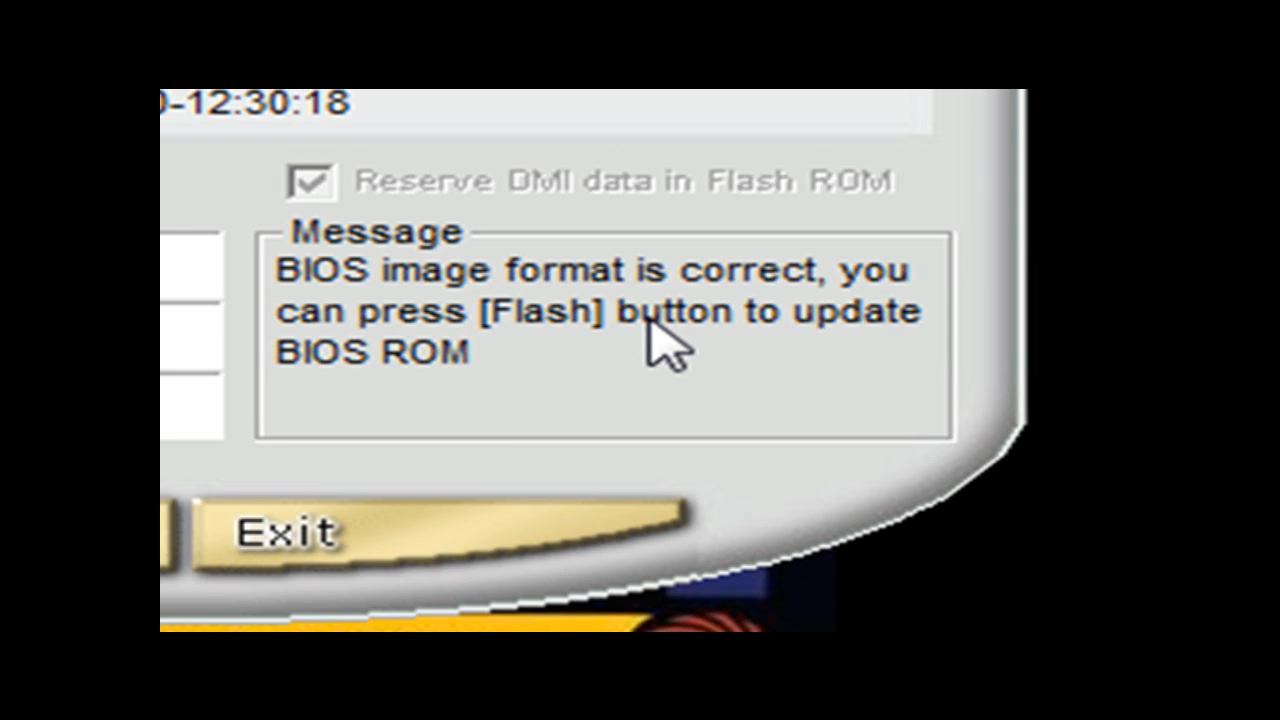 -12:30:18
Reserve DMI data in Flash ROM
Message
BIOS image format is correct, you
can press [Flash] button to update
BIOS ROM
Exit